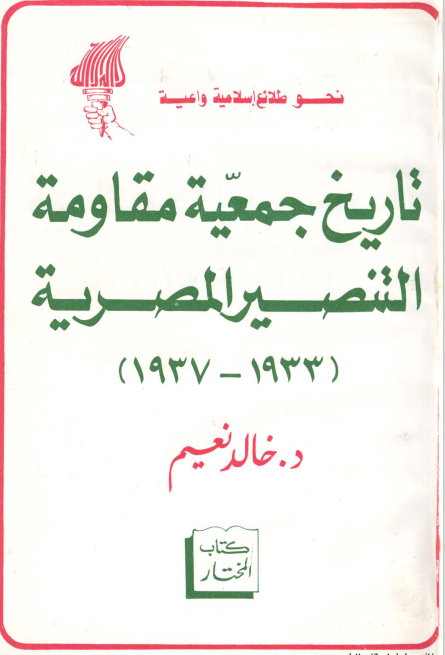 نحو طلائع إسلامية واعية
تاريخ جمعيّة مقاومة
التنصير المصرية
(١٩٣٣ – ١٩٣٧)
د. خالد نعيم
كتاب
المختار